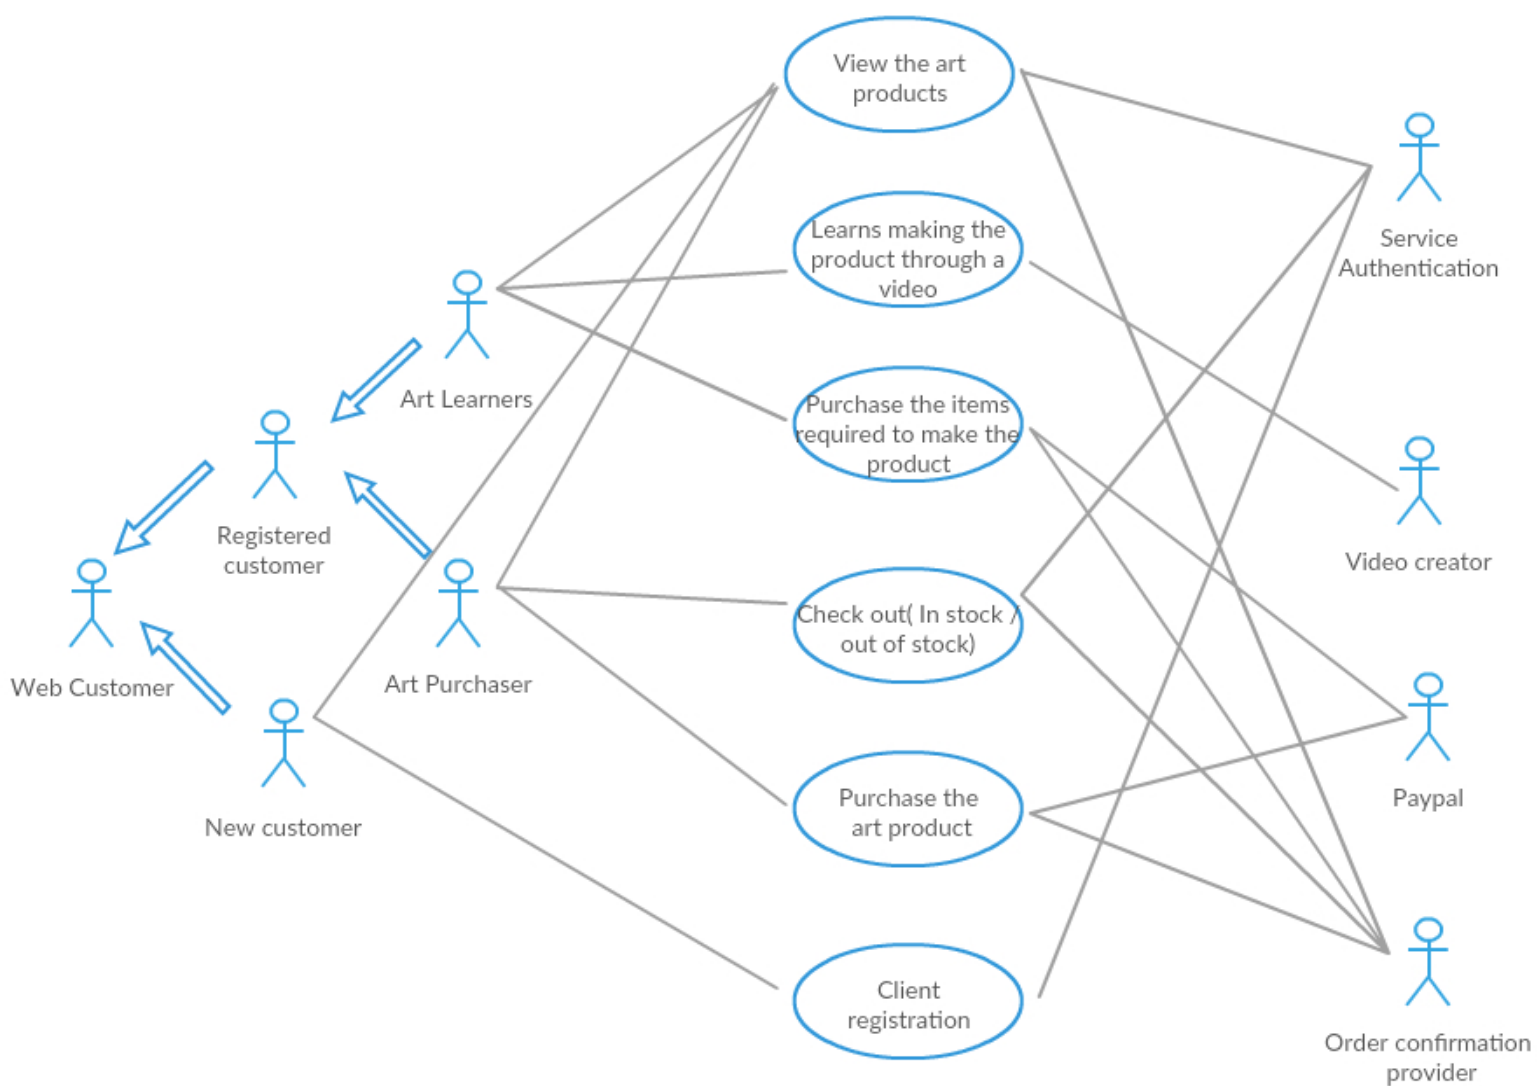 View the art
products
Service
Authentication
Learns making the
product through a
video
Art Learners
Purchase the items
required to make the
product
Registered
customer
Video creator
Check out( In stock /
out of stock)
Web Customer
Art Purchaser
New customer
Purchase the
art product
Paypal
Client
registration
Order confirmation
provider